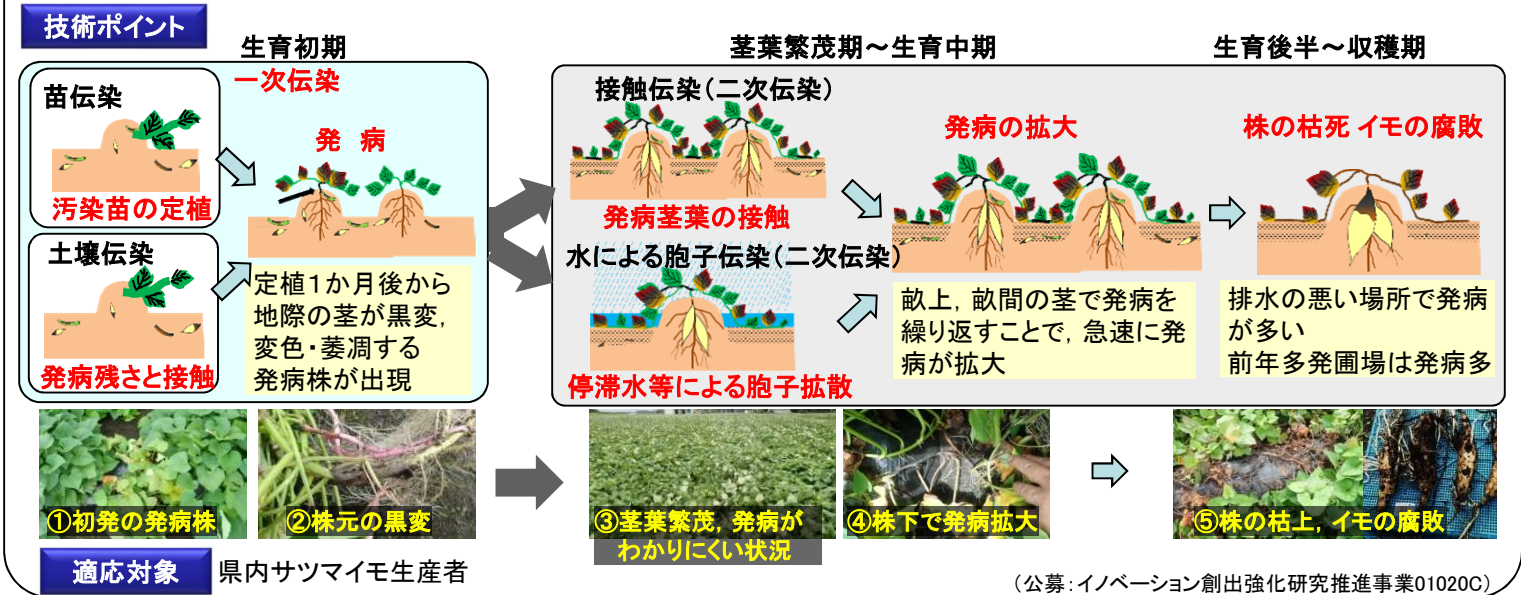 技術ポイント
生育初期
茎葉繁茂期～生育中期
生育後半～収穫期
一次伝染
苗伝染
汚染苗の定植
土壌伝染
発病残さと接触
発 病
定植１か月後から
地際の茎が黒変，
変色・萎凋する
発病株が出現
接触伝染（二次伝染）
発病茎葉の接触
水による胞子伝染（二次伝染）
停滞水等による胞子拡散
発病の拡大
畝上，畝間の茎で発病を
繰り返すことで，急速に発
病が拡大
株の枯死 イモの腐敗
排水の悪い場所で発病
が多い
前年多発圃場は発病多
①初発の発病株
②株元の黒変
③茎葉繁茂，発病が
わかりにくい状況
④株下で発病拡大
⑤株の枯上，イモの腐敗
適応対象
県内サツマイモ生産者
（公募：イノベーション創出強化研究推進事業01020C）